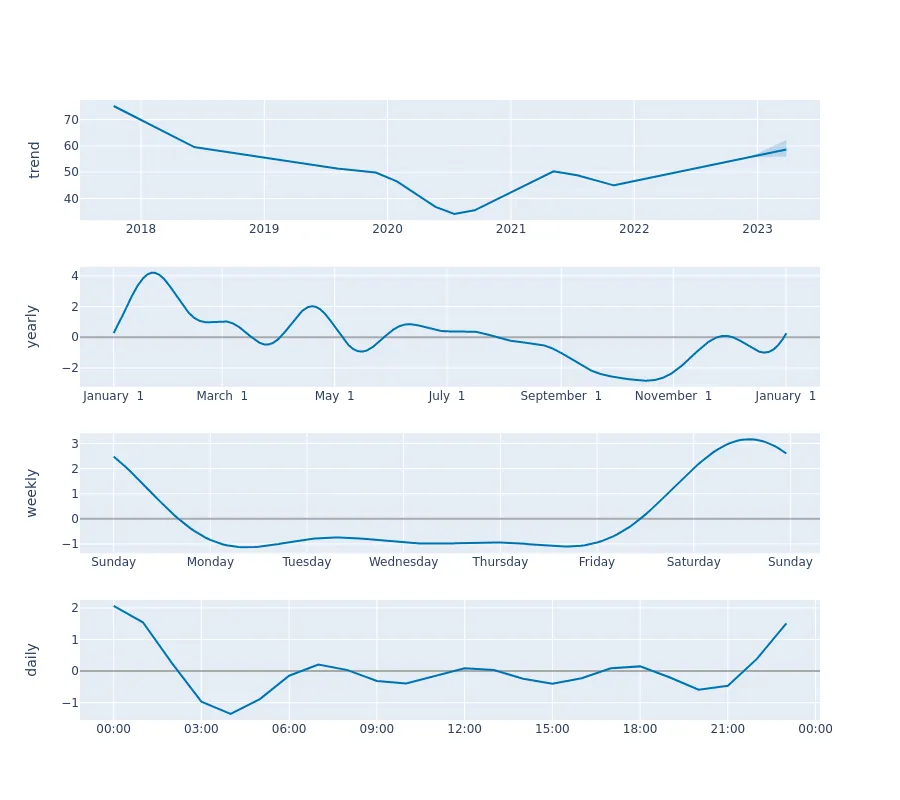 trend
70
60
50
40
2018 2019 2020 2021 2022 2023
yearly
4
2
0
−2
January 1 March 1 May 1 July 1 September 1 November 1 January 1
weekly
3
2
1
0
−1
Sunday Monday Tuesday Wednesday Thursday Friday Saturday Sunday
daily
2
1
0
−1
00:00 03:00 06:00 09:00 12:00 15:00 18:00 21:00 00:00